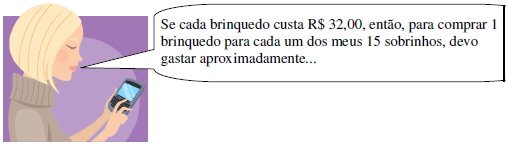 Se cada brinquedo custa R$ 32,00, então, para comprar 1
brinquedo para cada um dos meus 15 sobrinhos, devo
gastar aproximadamente...